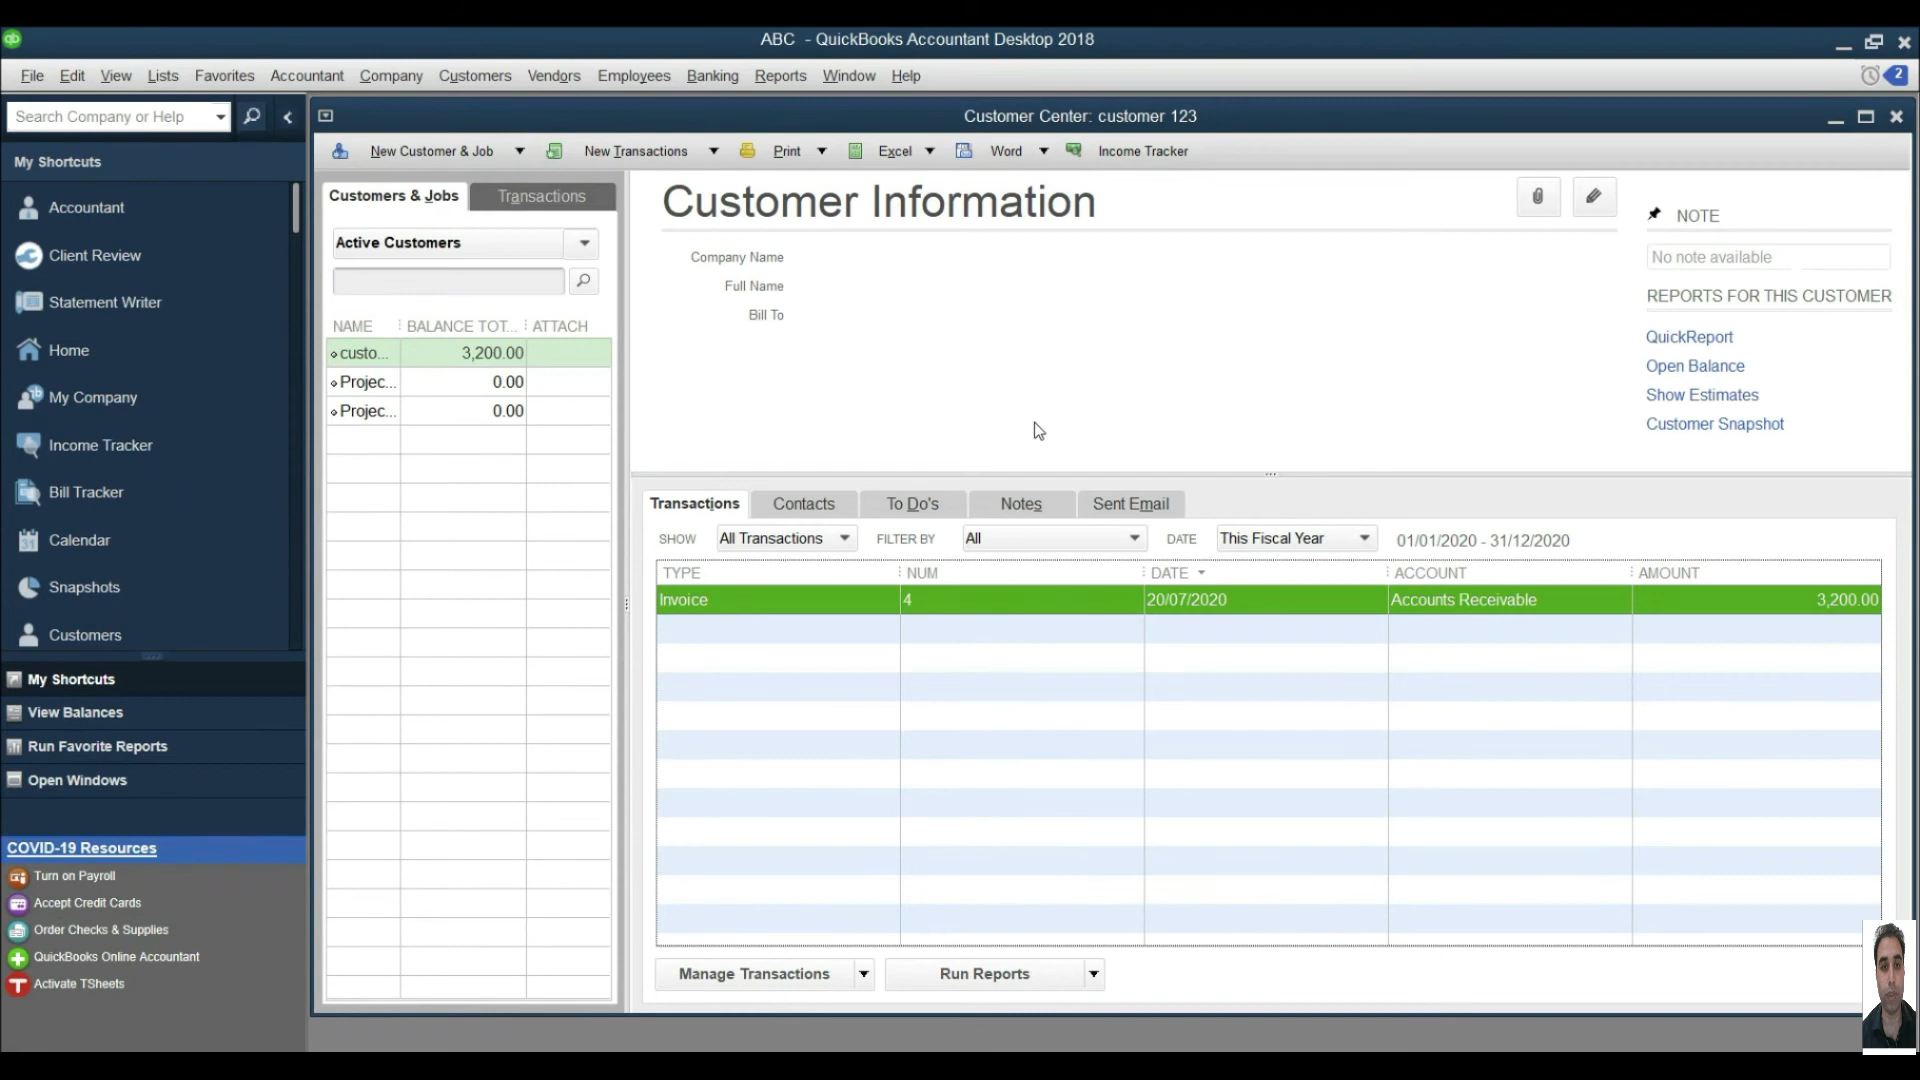 ABC - QuickBooks Accountant Desktop 2018
File Edit View Lists Favorites Accountant Company Customers Vendors Employees Banking Reports Window Help
2
Search Company or Help
Customer Center: customer 123
My Shortcuts
New Customer & Job New Transactions Print Excel Word Income Tracker
Accountant
Client Review
Statement Writer
Home
My Company
Income Tracker
Bill Tracker
Calendar
Snapshots
Customers
My Shortcuts
View Balances
Run Favorite Reports
Open Windows
COVID-19 Resources
Turn on Payroll
Accept Credit Cards
Order Checks & Supplies
QuickBooks Online Accountant
Activate TSheets
Customers & Jobs Transactions
Active Customers
NAME BALANCE TOT... ATTACH
custo... 3,200.00
Projec... 0.00
Projec... 0.00
Customer Information
Company Name
Full Name
Bill To
NOTE
No note available
REPORTS FOR THIS CUSTOMER
QuickReport
Open Balance
Show Estimates
Customer Snapshot
Transactions Contacts To Do's Notes Sent Email
SHOW All Transactions FILTER BY All DATE This Fiscal Year 01/01/2020 - 31/12/2020
TYPE NUM DATE ACCOUNT AMOUNT
Invoice 4 20/07/2020 Accounts Receivable 3,200.00
Manage Transactions Run Reports